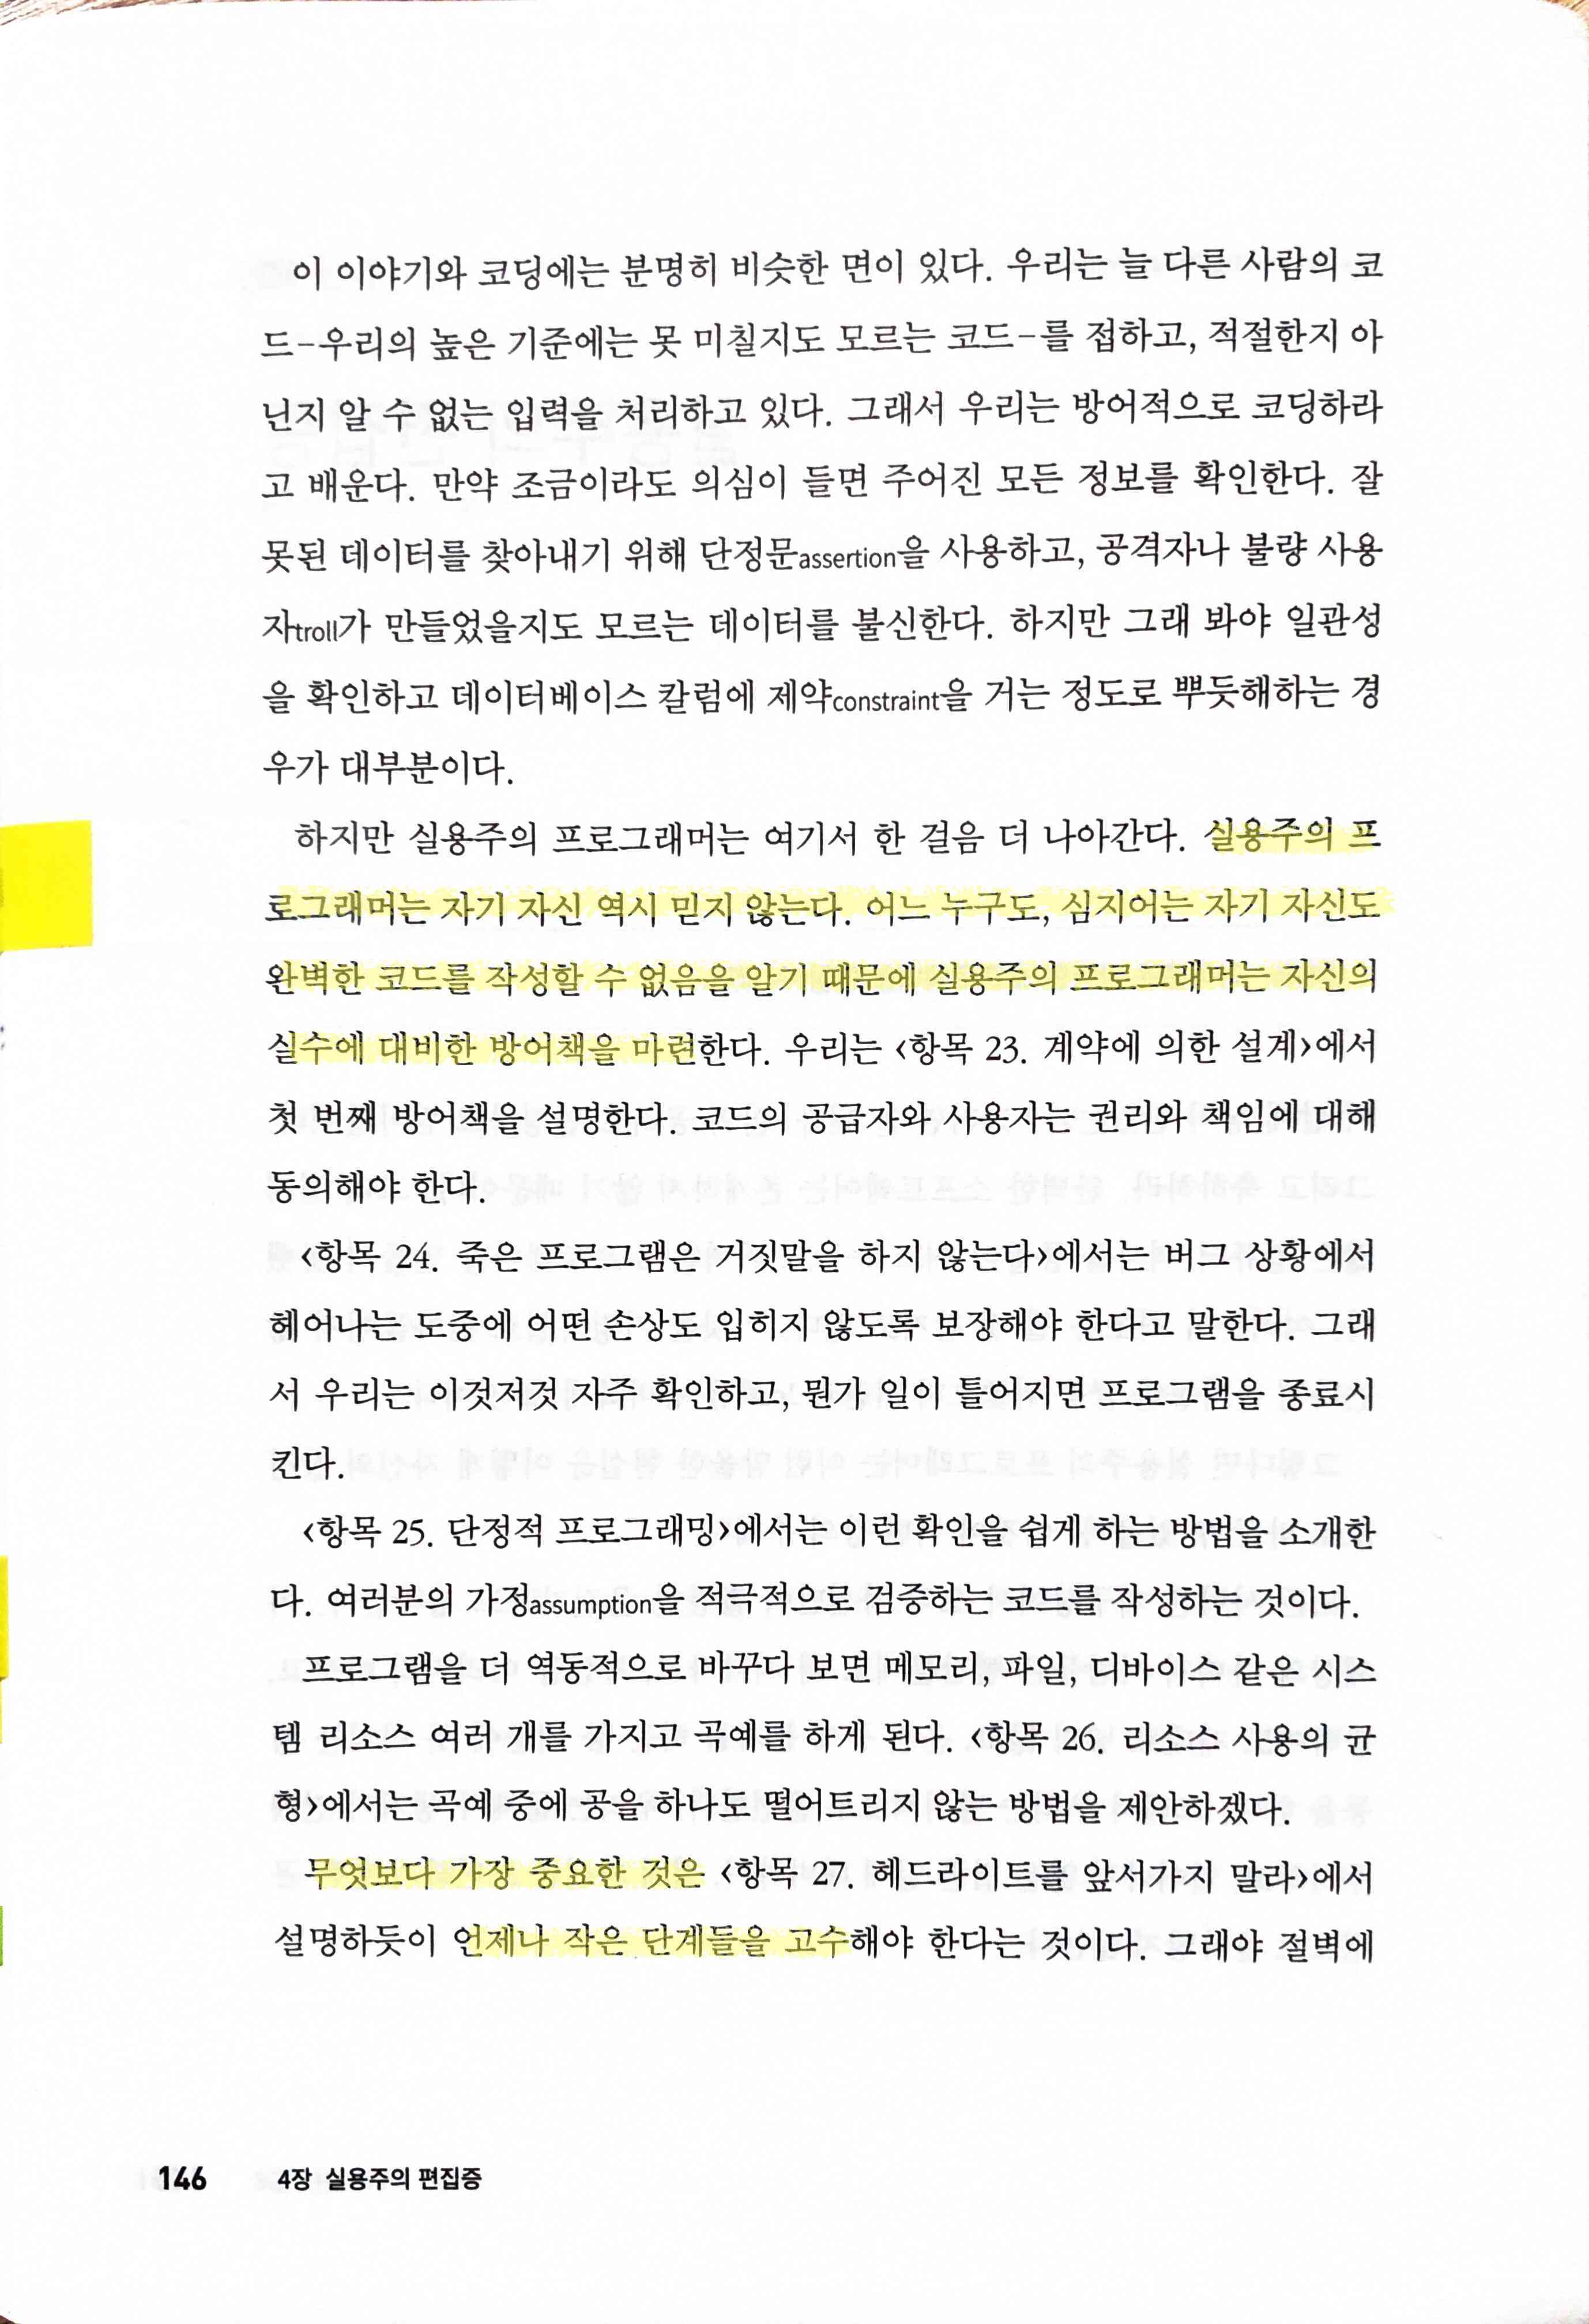 이 이야기와 코딩에는 분명히 비슷한 면이 있다. 우리는 늘 다른 사람의 코
드-우리의 높은 기준에는 못 미칠지도 모르는 코드-를 접하고, 적절한지 아
닌지 알 수 없는 입력을 처리하고 있다. 그래서 우리는 방어적으로 코딩하라
고 배운다. 만약 조금이라도 의심이 들면 주어진 모든 정보를 확인한다. 잘
못된 데이터를 찾아내기 위해 단정문assertion을 사용하고, 공격자나 불량 사용
자troll가 만들었을지도 모르는 데이터를 불신한다. 하지만 그래 봐야 일관성
을 확인하고 데이터베이스 칼럼에 제약constraint을 거는 정도로 뿌듯해하는 경
우가 대부분이다.
하지만 실용주의 프로그래머는 여기서 한 걸음 더 나아간다. 실용주의 프
로그래머는 자기 자신 역시 믿지 않는다. 어느 누구도, 심지어는 자기 자신도
완벽한 코드를 작성할 수 없음을 알기 때문에 실용주의 프로그래머는 자신의
실수에 대비한 방어책을 마련한다. 우리는 <항목 23. 계약에 의한 설계>에서
첫 번째 방어책을 설명한다. 코드의 공급자와 사용자는 권리와 책임에 대해
동의해야 한다.
<항목 24. 죽은 프로그램은 거짓말을 하지 않는다>에서는 버그 상황에서
헤어나는 도중에 어떤 손상도 입히지 않도록 보장해야 한다고 말한다. 그래
서 우리는 이것저것 자주 확인하고, 뭔가 일이 틀어지면 프로그램을 종료시
킨다.
<항목 25. 단정적 프로그래밍>에서는 이런 확인을 쉽게 하는 방법을 소개한
다. 여러분의 가정assumption을 적극적으로 검증하는 코드를 작성하는 것이다.
프로그램을 더 역동적으로 바꾸다 보면 메모리, 파일, 디바이스 같은 시스
템 리소스 여러 개를 가지고 곡예를 하게 된다. <항목 26. 리소스 사용의 균
형>에서는 곡예 중에 공을 하나도 떨어트리지 않는 방법을 제안하겠다.
무엇보다 가장 중요한 것은 <항목 27. 헤드라이트를 앞서가지 말라>에서
설명하듯이 언제나 작은 단계들을 고수해야 한다는 것이다. 그래야 절벽에
146 4장 실용주의 편집증